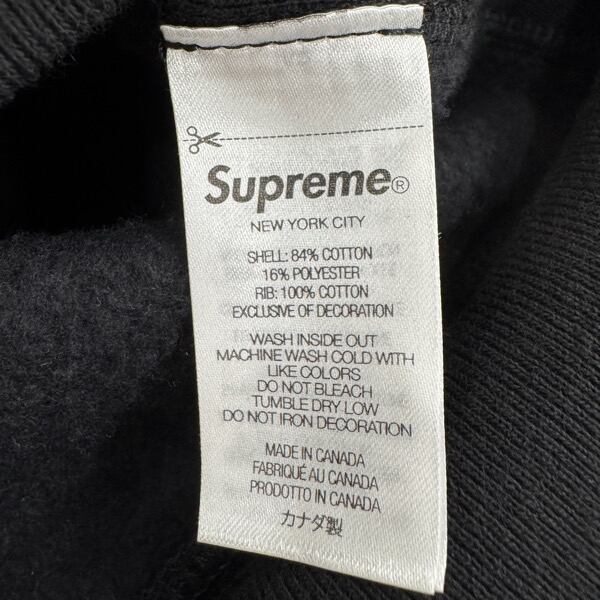 Supreme®
NEW YORK CITY
SHELL: 84% COTTON
16% POLYESTER
RIB: 100% COTTON
EXCLUSIVE OF DECORATION
WASH INSIDE OUT
MACHINE WASH COLD WITH
LIKE COLORS
DO NOT BLEACH
TUMBLE DRY LOW
DO NOT IRON DECORATION
MADE IN CANADA
FABRIQUÉ AU CANADA
PRODOTTO IN CANADA
カナダ製